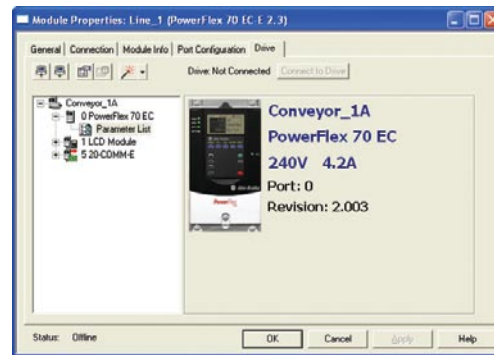 Module Properties: Line_1 (PowerFlex 70 EC-E 2.3)
General Connection Module Info Port Configuration Drive
Drive: Not Connected Connect to Drive
Conveyor_1A
0 PowerFlex 70 EC
Parameter List
1 LCD Module
5 20-COMM-E
Conveyor_1A
PowerFlex 70 EC
240V 4.2A
Port: 0
Revision: 2.003
PowerFlex
Status: Offline
OK Cancel Apply Help